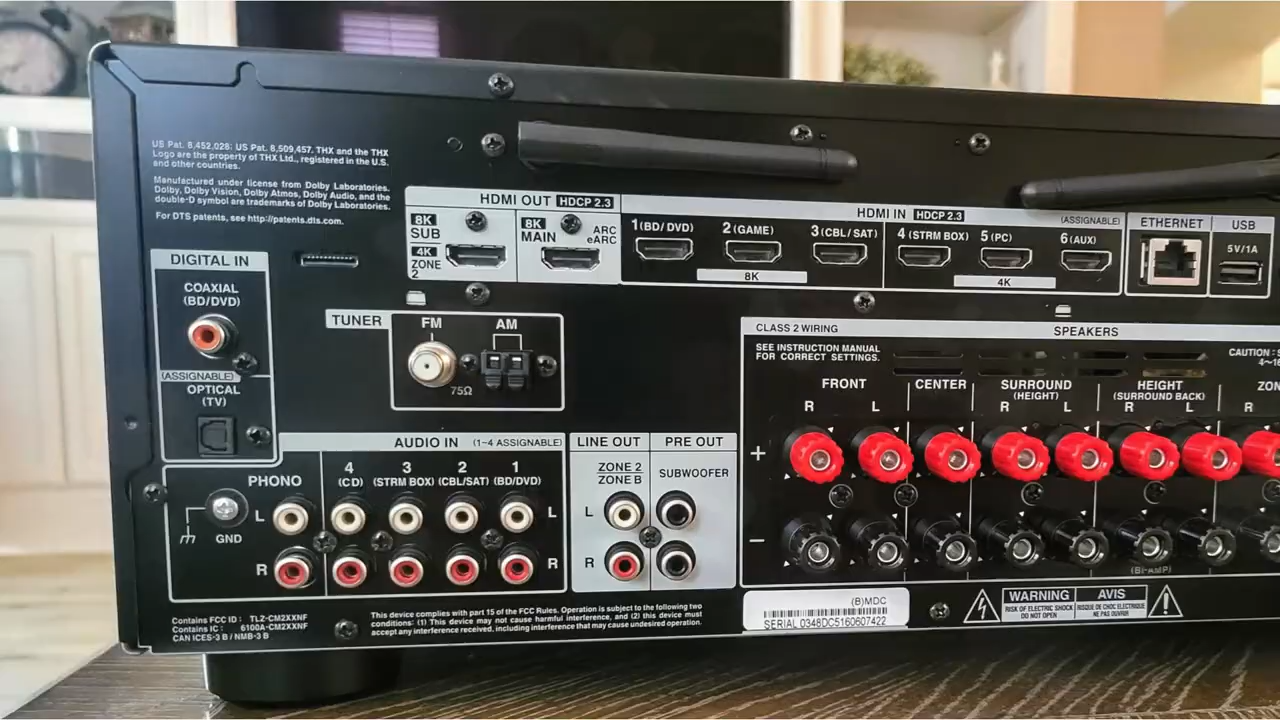 US Pat. 8,452,028; US Pat. 8,509,457. THX and the THX
Logo are the property of THX Ltd., registered in the U.S.
and other countries.
Manufactured under license from Dolby Laboratories.
Dolby, Dolby Vision, Dolby Atmos, Dolby Audio, and the
double-D symbol are trademarks of Dolby Laboratories.
For DTS patents, see http://patents.dts.com.
HDMI OUT HDCP 2.3
8K
SUB
4K
ZONE
2
8K
MAIN
ARC
eARC
HDMI IN HDCP 2.3
(ASSIGNABLE)
1 (BD/DVD)
2 (GAME)
3 (CBL/SAT)
4 (STRM BOX)
5 (PC)
6 (AUX)
8K
4K
ETHERNET
USB
5V/1A
DIGITAL IN
COAXIAL
(BD/DVD)
(ASSIGNABLE)
OPTICAL
(TV)
TUNER
FM
AM
75Ω
CLASS 2 WIRING
SPEAKERS
SEE INSTRUCTION MANUAL
FOR CORRECT SETTINGS.
CAUTION:
FRONT
R L
CENTER
SURROUND
(HEIGHT)
R L
HEIGHT
(SURROUND BACK)
R L
R
+
−
(BI-AMP)
AUDIO IN (1~4 ASSIGNABLE)
PHONO
GND
L
R
4
(CD)
3
(STRM BOX)
2
(CBL/SAT)
1
(BD/DVD)
L
R
LINE OUT
ZONE 2
ZONE B
L
R
PRE OUT
SUBWOOFER
Contains FCC ID : TL2-CM2XXNF
Contains IC : 6100A-CM2XXNF
CAN ICES-3 B / NMB-3 B
This device complies with part 15 of the FCC Rules. Operation is subject to the following two
conditions: (1) This device may not cause harmful interference, and (2) this device must
accept any interference received, including interference that may cause undesired operation.
(B)MDC
SERIAL 0348DC5160607422
WARNING
RISK OF ELECTRIC SHOCK
DO NOT OPEN
AVIS
RISQUE DE CHOC ELECTRIQUE
NE PAS OUVRIR